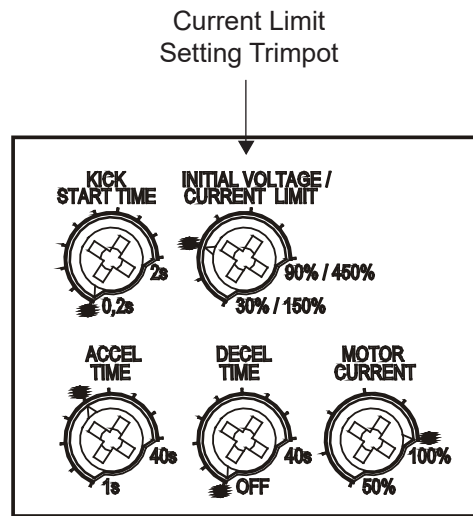 Current Limit
Setting Trimpot
KICK
START TIME
INITIAL VOLTAGE /
CURRENT LIMIT
2s
0,2s
90% / 450%
30% / 150%
ACCEL
TIME
DECEL
TIME
MOTOR
CURRENT
40s
1s
40s
OFF
100%
50%